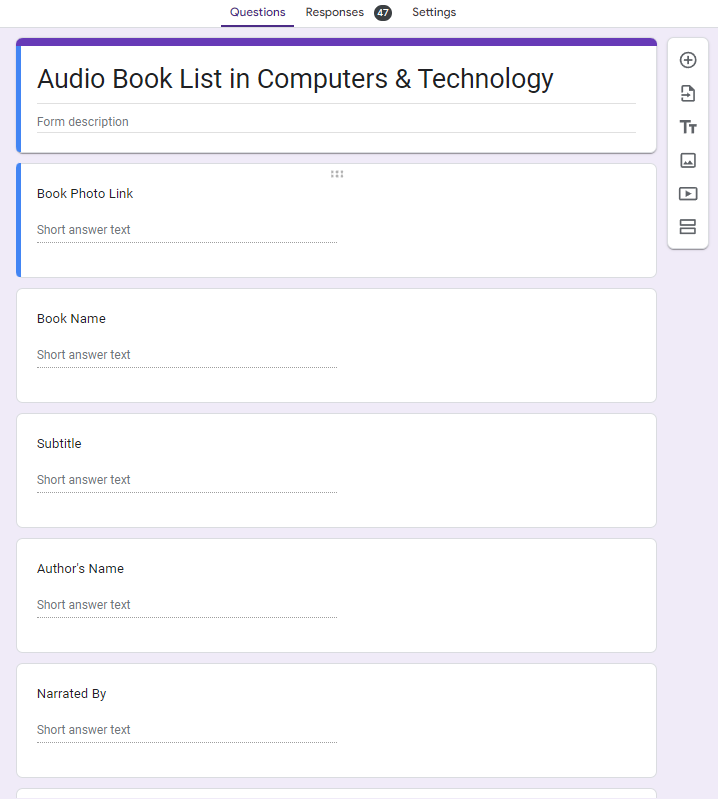 Questions Responses 47 Settings
Audio Book List in Computers & Technology
Form description
Book Photo Link
Short answer text
Book Name
Short answer text
Subtitle
Short answer text
Author's Name
Short answer text
Narrated By
Short answer text